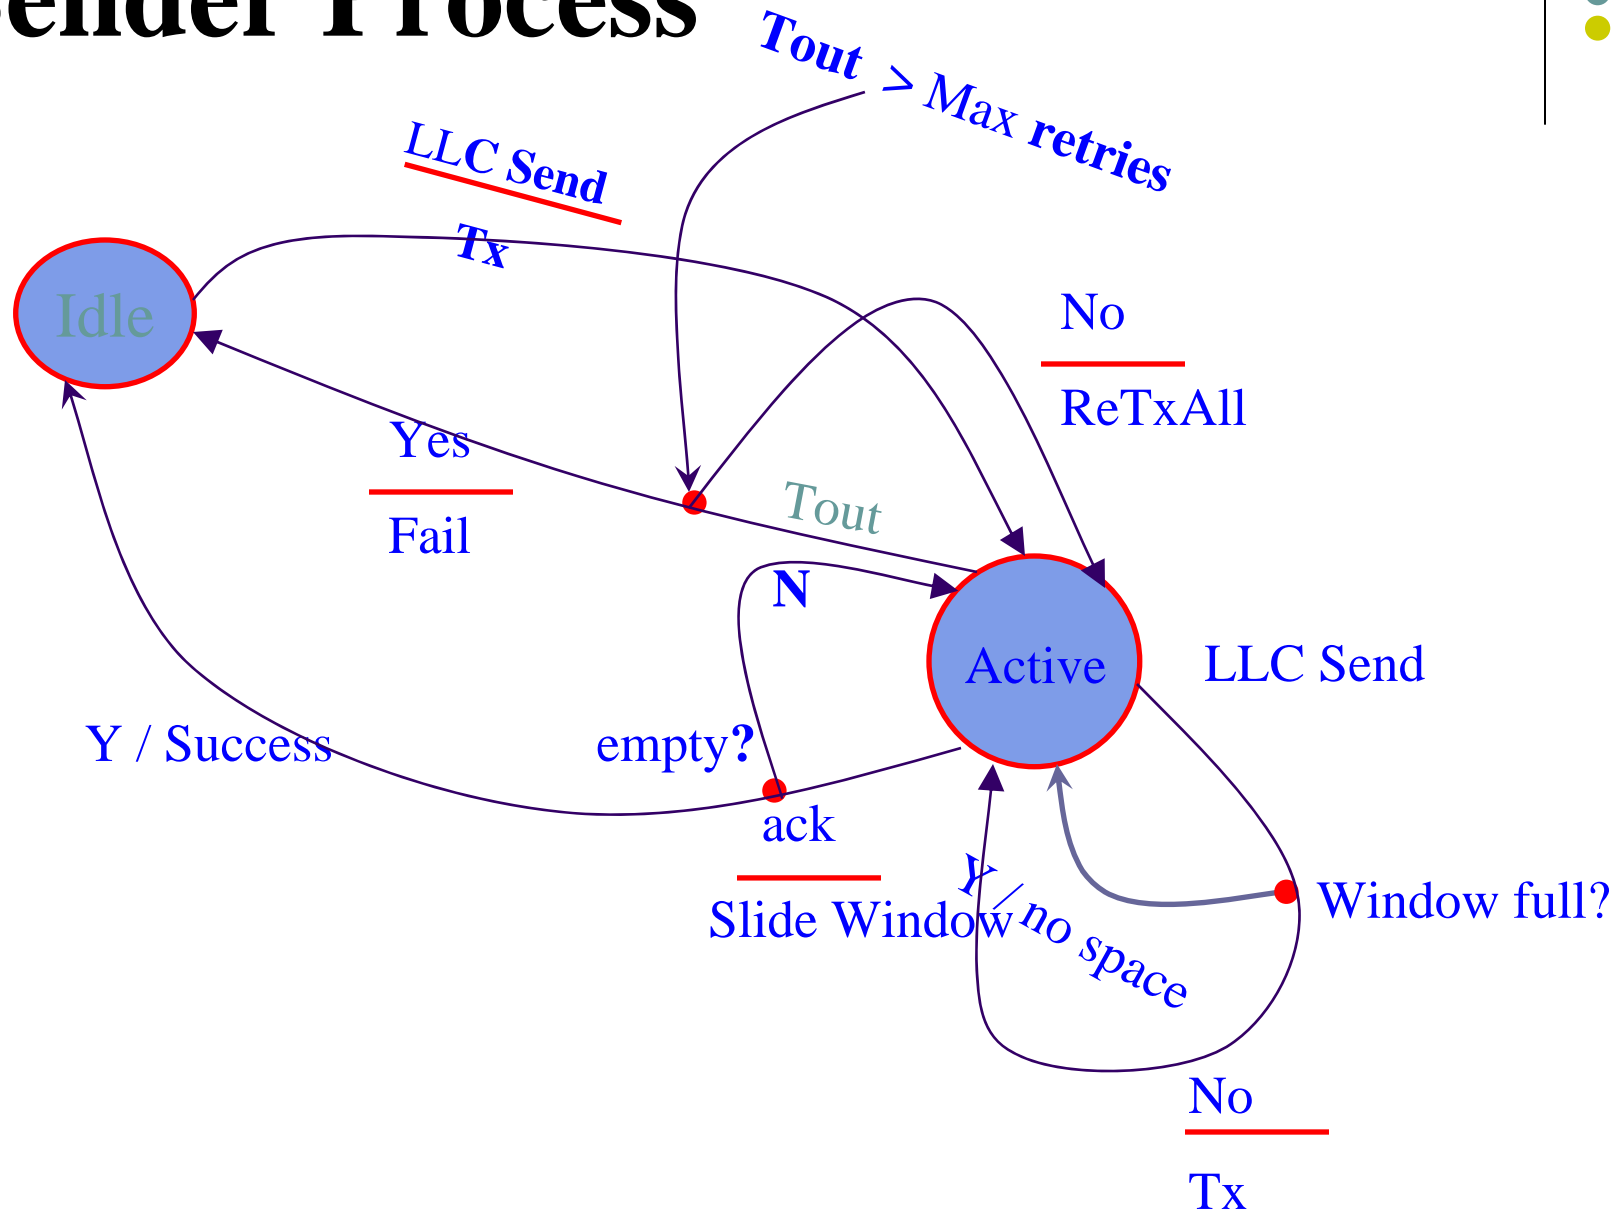 ender Process
Tout > Max retries
LLC Send
Tx
Idle
No
ReTxAll
Yes
Fail
Tout
N
Active
LLC Send
Y / Success
empty?
ack
Slide Window
Y / no space
Window full?
No
Tx